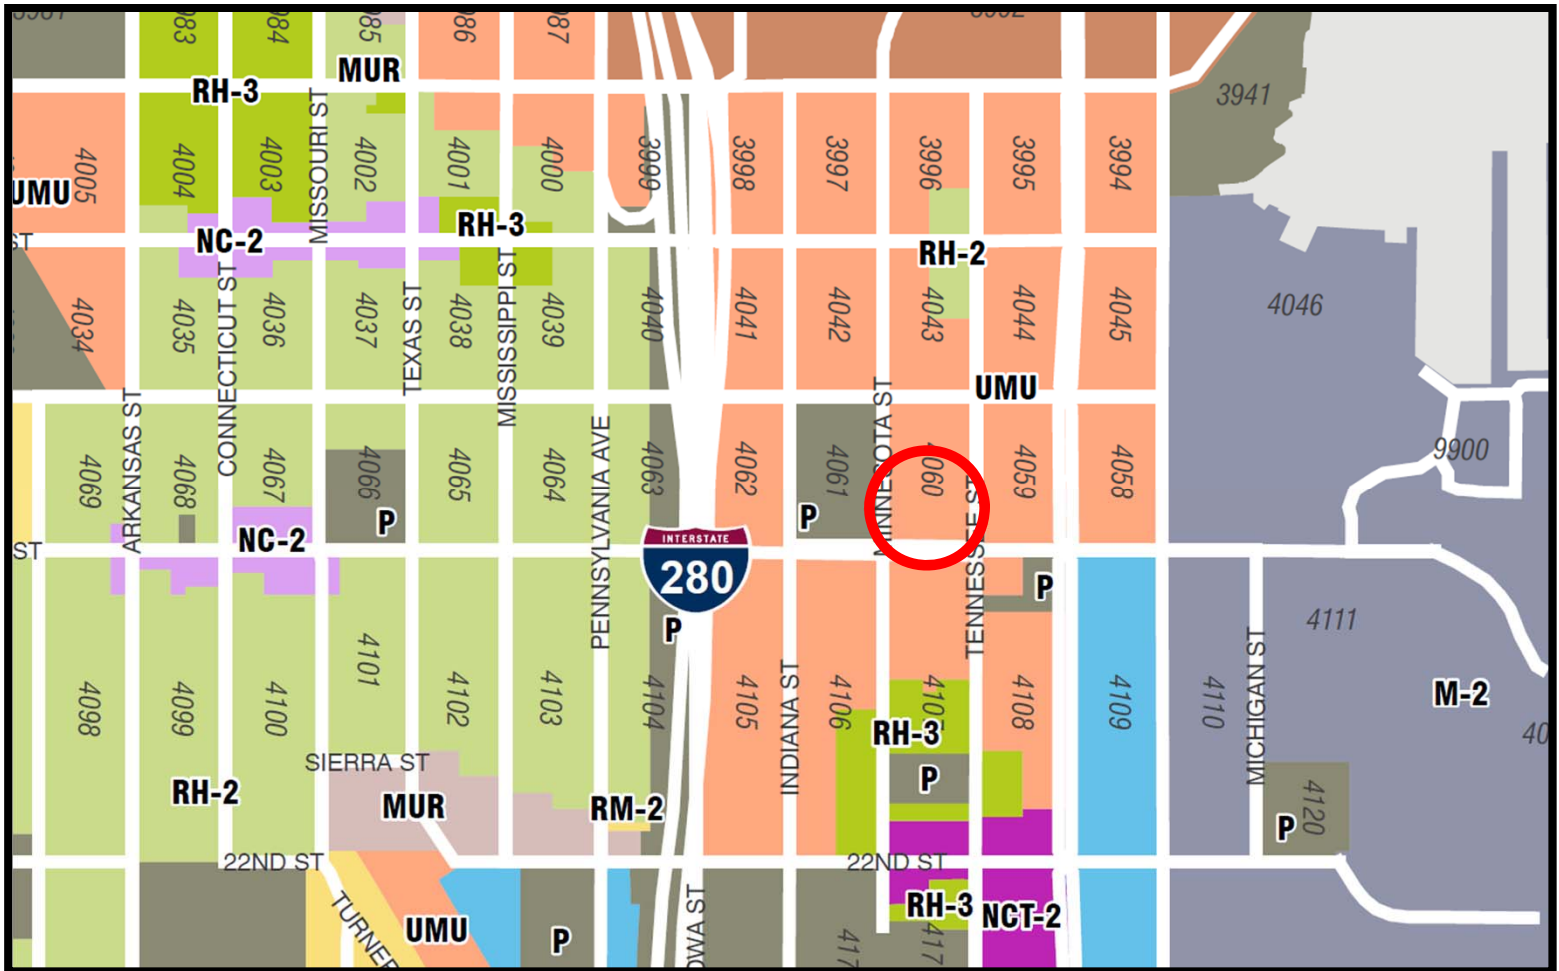 MUR
RH-3
3941
MISSOURI ST
4005
4004
4003
4002
4001
4000
3999
3998
3997
3996
3995
3994
UMU
RH-3
NC-2
RH-2
ST
CONNECTICUT ST
MISSISSIPPI ST
TEXAS ST
4034
4035
4036
4037
4038
4039
4040
4041
4042
4043
4044
4045
4046
UMU
ARKANSAS ST
MINNESOTA ST
PENNSYLVANIA AVE
4069
4068
4067
4066
4065
4064
4063
4062
4061
4060
4059
4058
9900
P
P
NC-2
ST
TENNESSEE ST
INTERSTATE
280
P
P
4111
MICHIGAN ST
INDIANA ST
4098
4099
4100
4101
4102
4103
4104
4105
4106
4108
4109
4110
M-2
RH-3
SIERRA ST
P
RH-2
MUR
RM-2
4120
P
22ND ST
22ND ST
UMU
P
RH-3
NCT-2